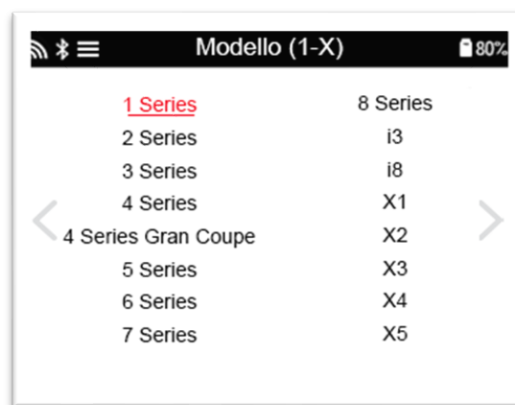 Modello (1-X)
80%
1 Series
2 Series
3 Series
4 Series
4 Series Gran Coupe
5 Series
6 Series
7 Series
8 Series
i3
i8
X1
X2
X3
X4
X5